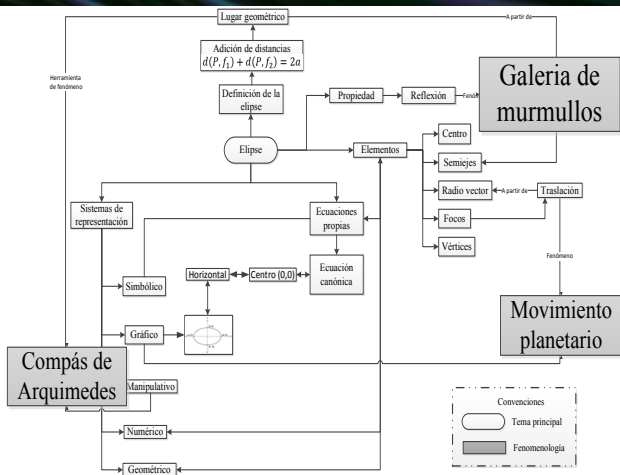 Lugar geométrico
A partir de
Adición de distancias
d(P, f₁) + d(P, f₂) = 2a
Herramienta
de fenómeno
Definición de la
elipse
Propiedad
Reflexión
Fenó
Galeria de
murmullos
Elipse
Elementos
Centro
Semiejes
Radio vector
A partir de
Traslación
Focos
Vértices
Sistemas de
representación
Ecuaciones
propias
Fenómeno
Simbólico
Horizontal
Centro (0,0)
Ecuación
canónica
Gráfico
Movimiento
planetario
Compás de
Arquimedes
Manipulativo
Numérico
Geométrico
Convenciones
Tema principal
Fenomenología